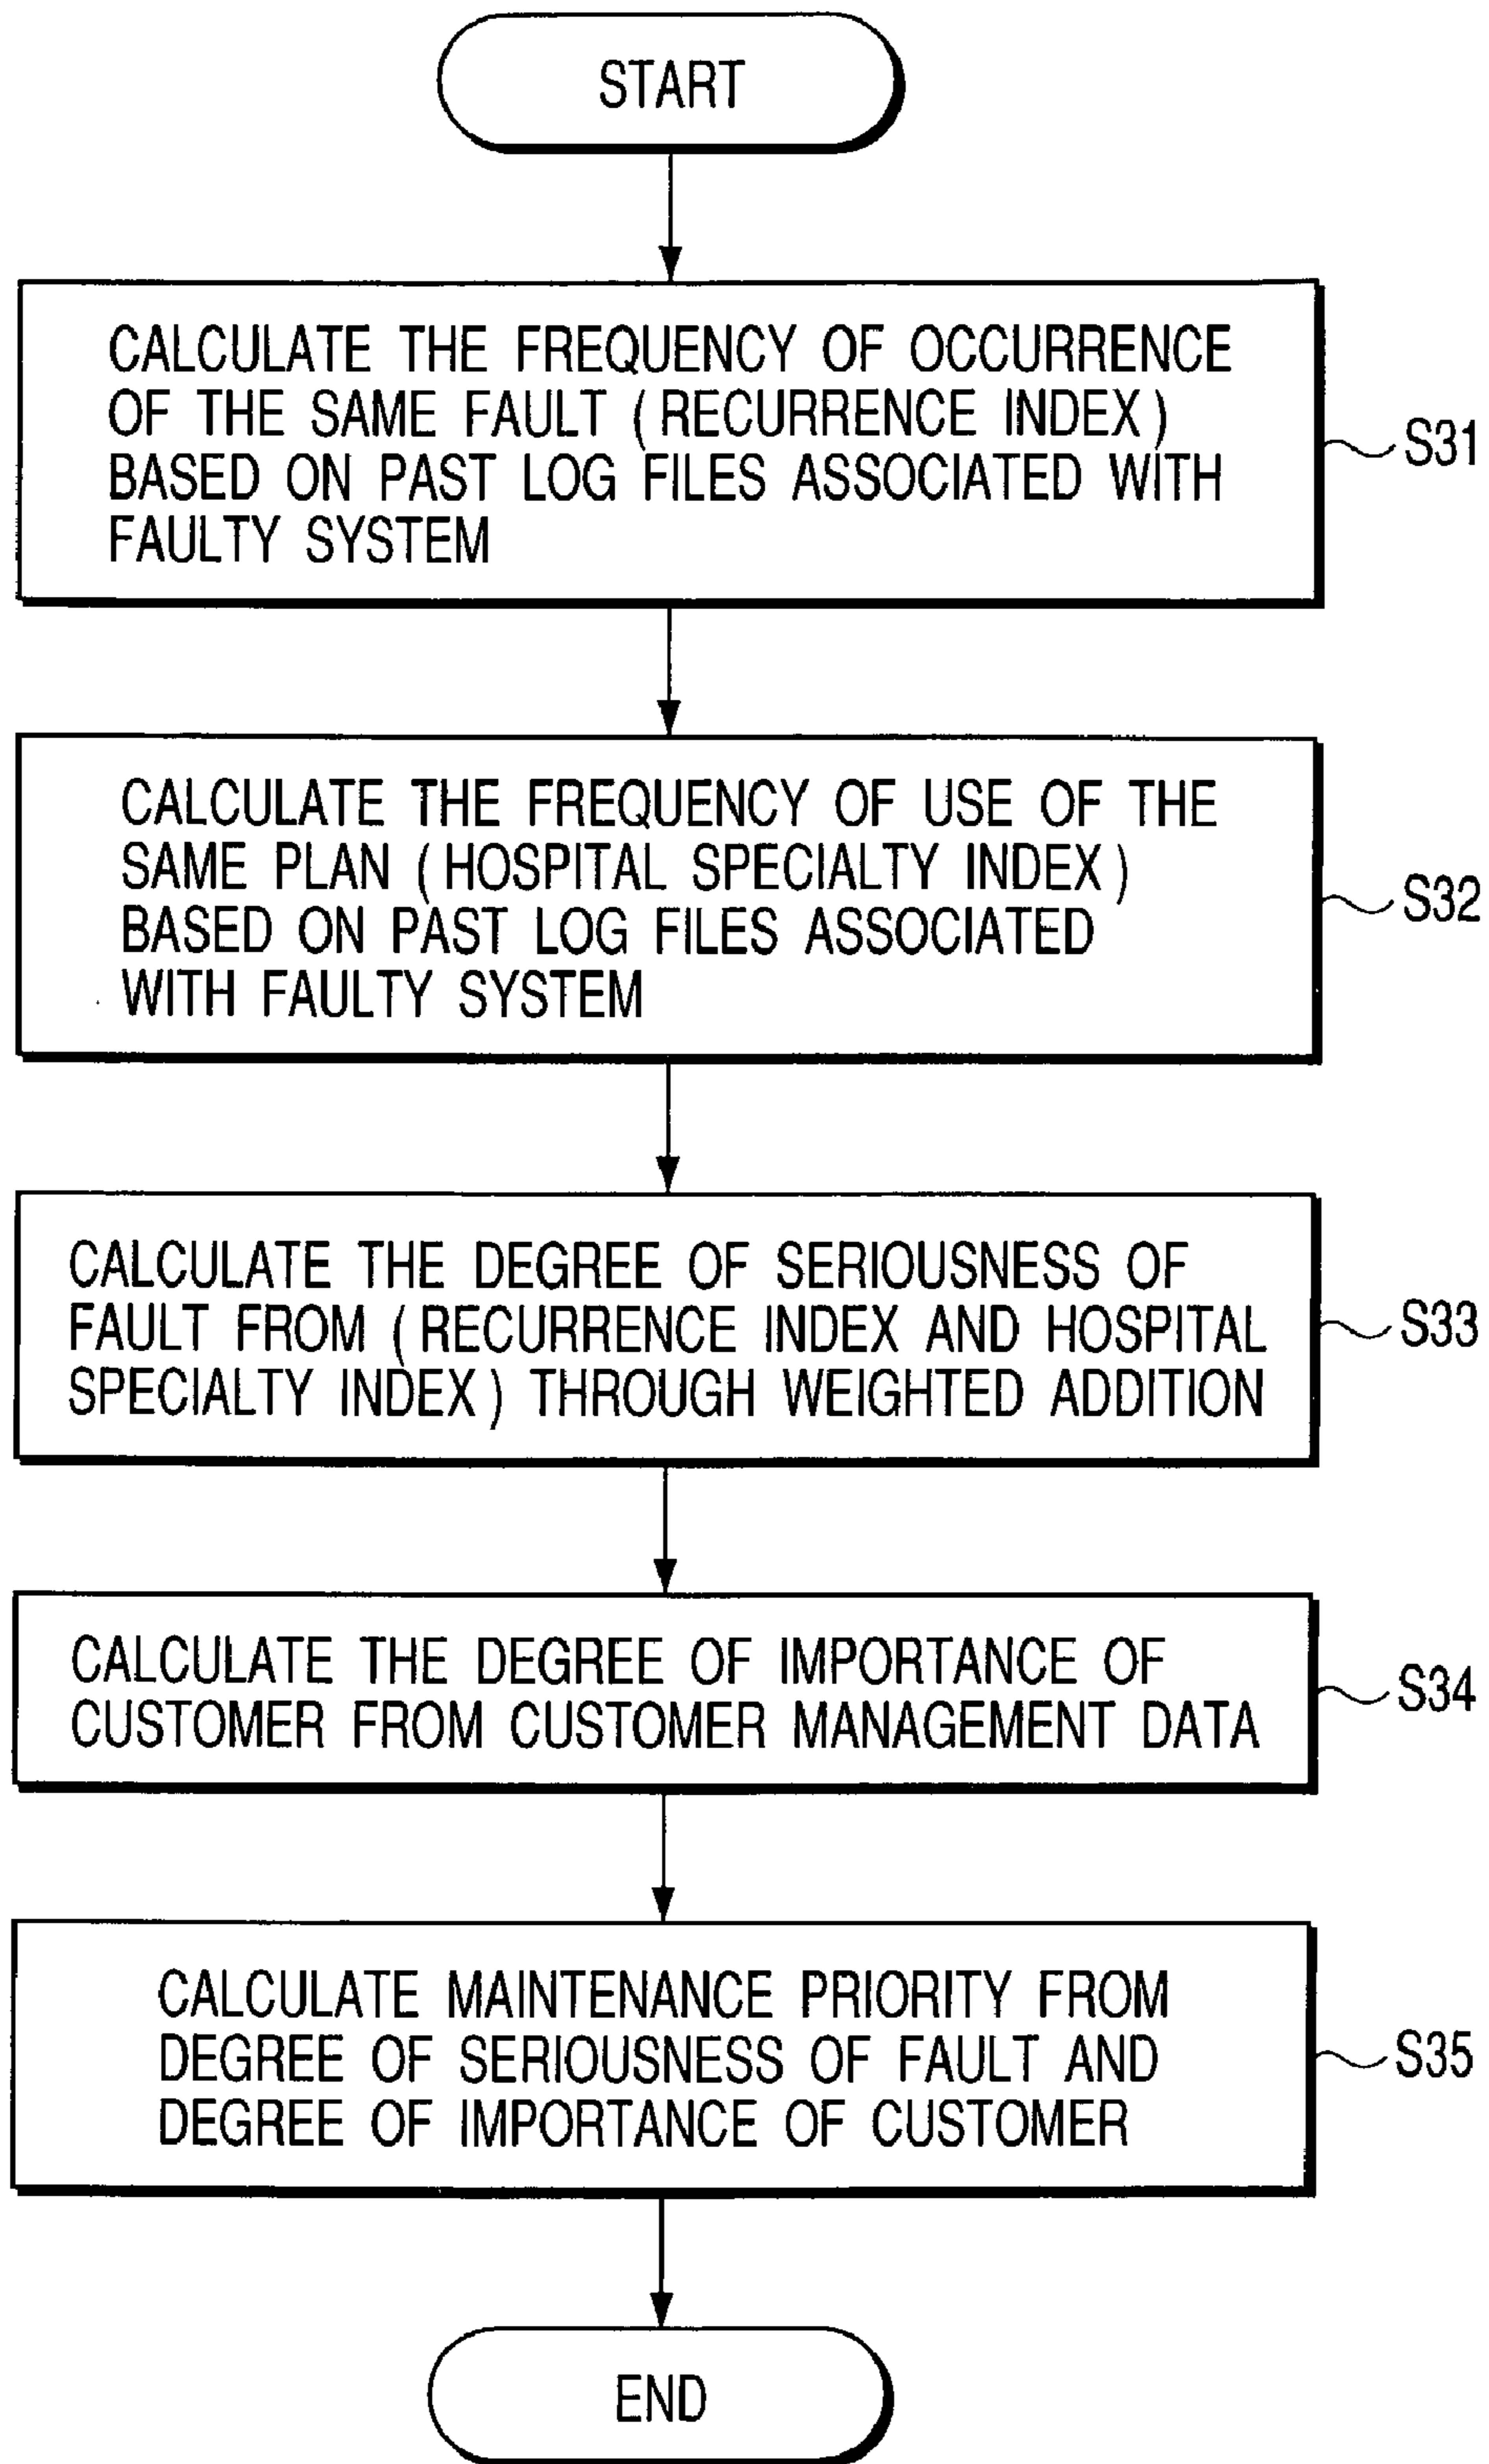 START
CALCULATE THE FREQUENCY OF OCCURRENCE
OF THE SAME FAULT (RECURRENCE INDEX)
BASED ON PAST LOG FILES ASSOCIATED WITH
FAULTY SYSTEM
S31
CALCULATE THE FREQUENCY OF USE OF THE
SAME PLAN (HOSPITAL SPECIALTY INDEX)
BASED ON PAST LOG FILES ASSOCIATED
WITH FAULTY SYSTEM
S32
CALCULATE THE DEGREE OF SERIOUSNESS OF
FAULT FROM (RECURRENCE INDEX AND HOSPITAL
SPECIALTY INDEX) THROUGH WEIGHTED ADDITION
S33
CALCULATE THE DEGREE OF IMPORTANCE OF
CUSTOMER FROM CUSTOMER MANAGEMENT DATA
S34
CALCULATE MAINTENANCE PRIORITY FROM
DEGREE OF SERIOUSNESS OF FAULT AND
DEGREE OF IMPORTANCE OF CUSTOMER
S35
END